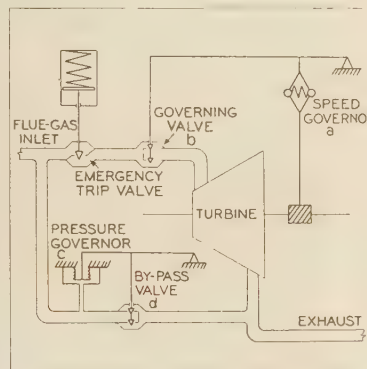 FLUE-GAS
INLET
EMERGENCY
TRIP VALVE
GOVERNING
VALVE
b
SPEED
GOVERNO
a
TURBINE
PRESSURE
GOVERNOR
c
BY-PASS
VALVE
d
EXHAUST